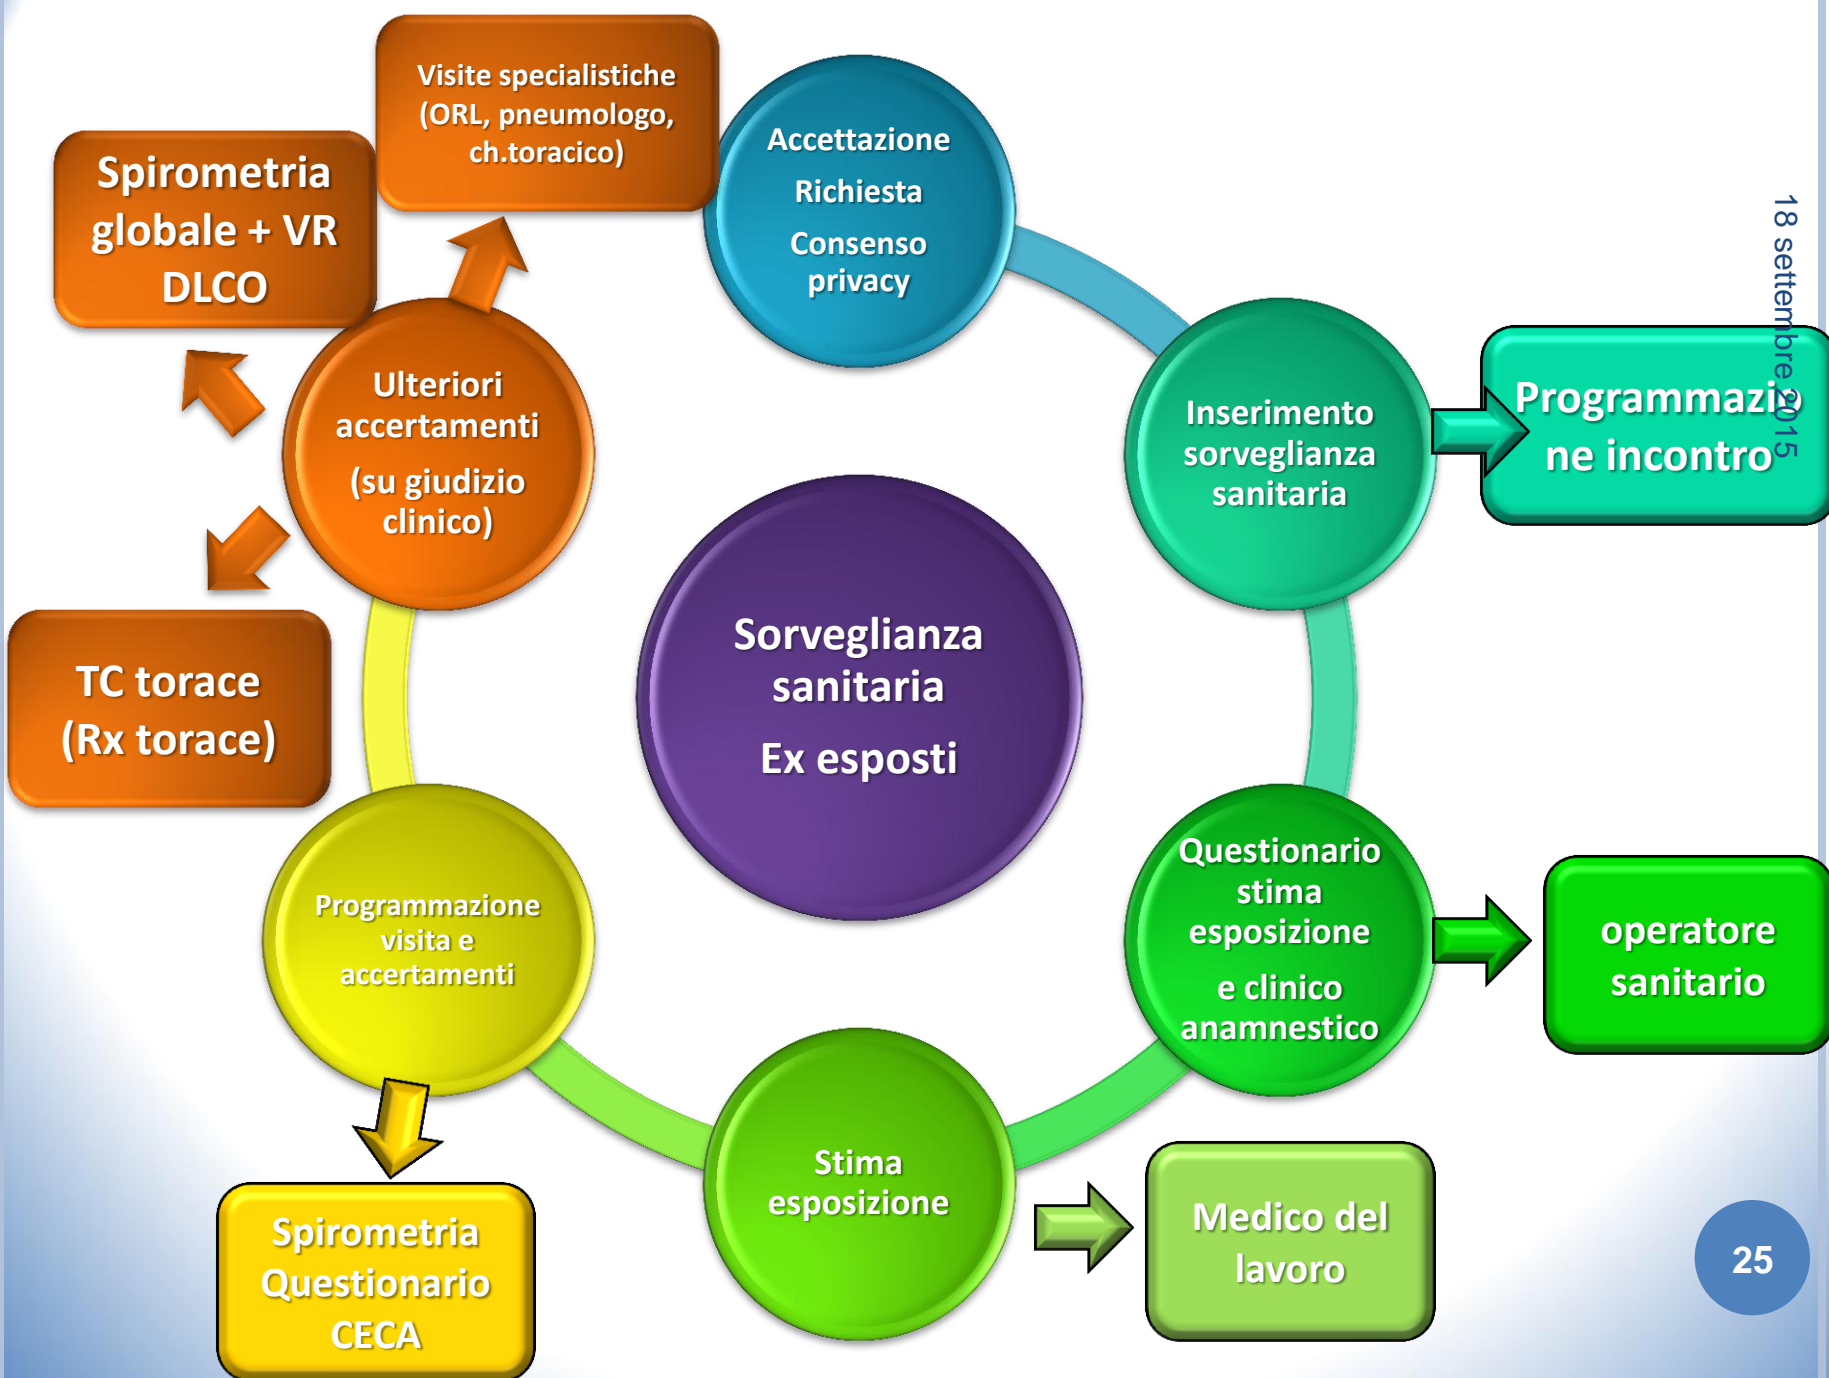 Visite specialistiche
(ORL, pneumologo,
ch.toracico)
Spirometria
globale + VR
DLCO
Accettazione
Richiesta
Consenso
privacy
18 settembre 2015
Inserimento
sorveglianza
sanitaria
Programmazio
ne incontro
Ulteriori
accertamenti
(su giudizio
clinico)
Sorveglianza
sanitaria
Ex esposti
TC torace
(Rx torace)
Questionario
stima
esposizione
e clinico
anamnestico
operatore
sanitario
Programmazione
visita e
accertamenti
Stima
esposizione
Medico del
lavoro
Spirometria
Questionario
CECA
25